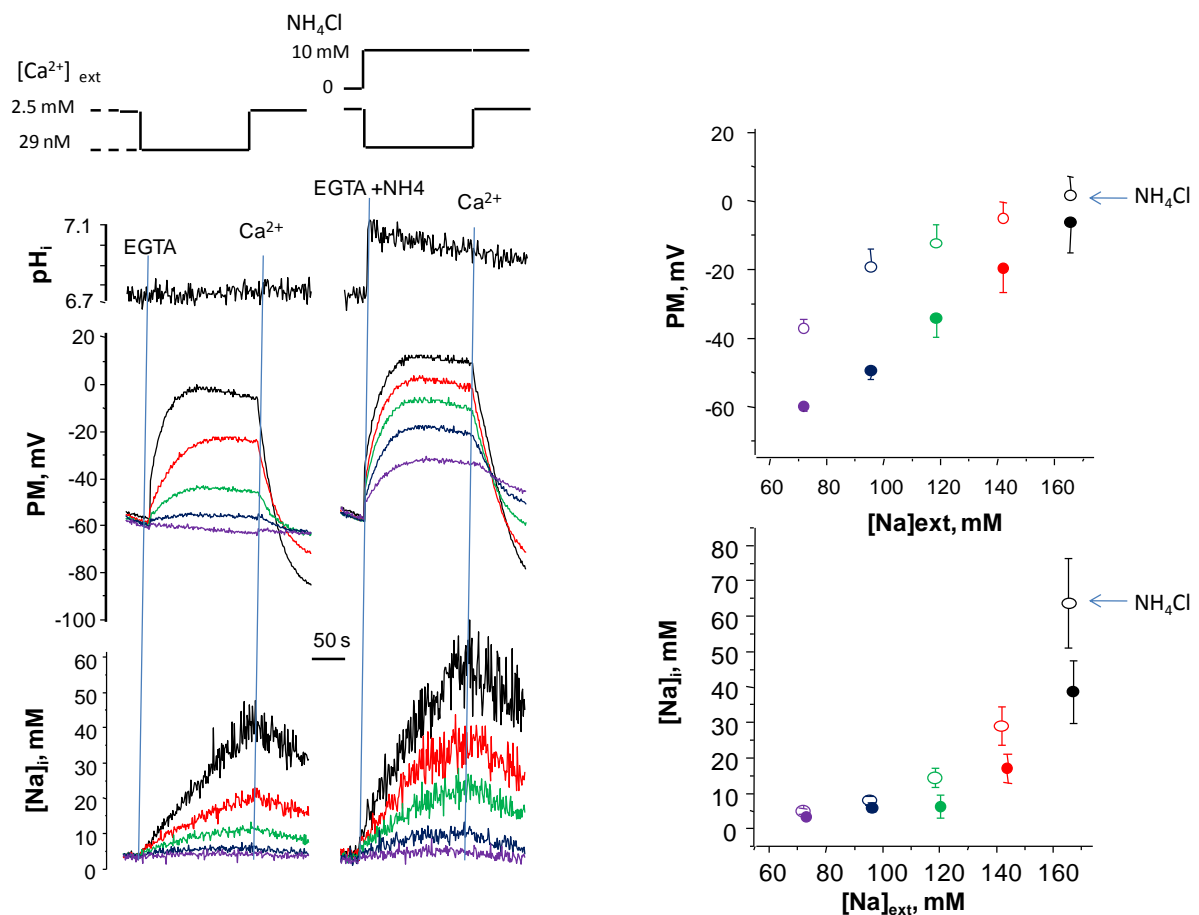 NH₄Cl
10 mM
0
[Ca²⁺] ext
2.5 mM
29 nM
EGTA +NH4
Ca²⁺
EGTA
Ca²⁺
7.1
6.7
pHᵢ
20
0
-20
-40
-60
-80
-100
PM, mV
50 s
60
50
40
30
20
10
0
[Na]ᵢ, mM
20
0
-20
-40
-60
PM, mV
NH₄Cl
60 80 100 120 140 160
[Na]ext, mM
80
70
60
50
40
30
20
10
0
[Na]ᵢ, mM
NH₄Cl
60 80 100 120 140 160
[Na]ext, mM